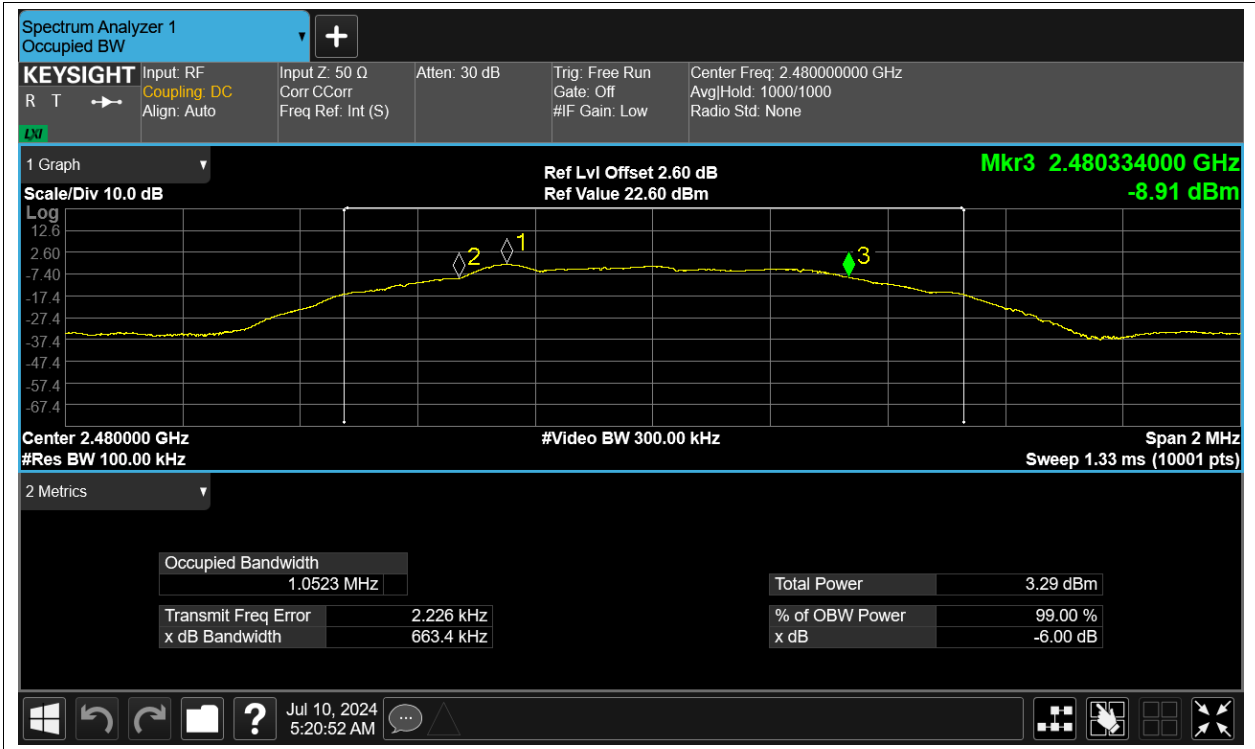 Spectrum Analyzer 1
Occupied BW
KEYSIGHT
R T
LXI
Input: RF
Coupling: DC
Align: Auto
Input Z: 50 Ω
Corr CCorr
Freq Ref: Int (S)
Atten: 30 dB
Trig: Free Run
Gate: Off
#IF Gain: Low
Center Freq: 2.480000000 GHz
Avg|Hold: 1000/1000
Radio Std: None
1 Graph
Scale/Div 10.0 dB
Ref Lvl Offset 2.60 dB
Ref Value 22.60 dBm
Mkr3 2.480334000 GHz
-8.91 dBm
Log
12.6
2.60
-7.40
-17.4
-27.4
-37.4
-47.4
-57.4
-67.4
2
1
3
Center 2.480000 GHz
#Video BW 300.00 kHz
Span 2 MHz
#Res BW 100.00 kHz
Sweep 1.33 ms (10001 pts)
2 Metrics
Occupied Bandwidth
1.0523 MHz
Transmit Freq Error 2.226 kHz
x dB Bandwidth 663.4 kHz
Total Power 3.29 dBm
% of OBW Power 99.00 %
x dB -6.00 dB
?
Jul 10, 2024
5:20:52 AM